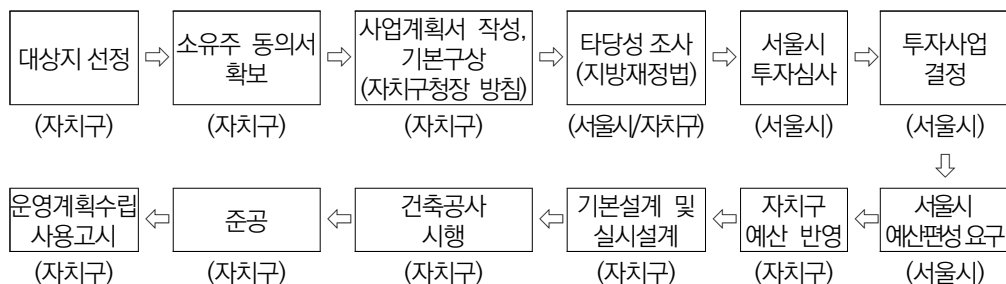 대상지 선정
(자치구)
소유주 동의서
확보
(자치구)
사업계획서 작성,
기본구상
(자치구청장 방침)
(자치구)
타당성 조사
(지방재정법)
(서울시/자치구)
서울시
투자심사
(서울시)
투자사업
결정
(서울시)
서울시
예산편성 요구
(서울시)
자치구
예산 반영
(자치구)
기본설계 및
실시설계
(자치구)
건축공사
시행
(자치구)
준공
(자치구)
운영계획수립
사용고시
(자치구)